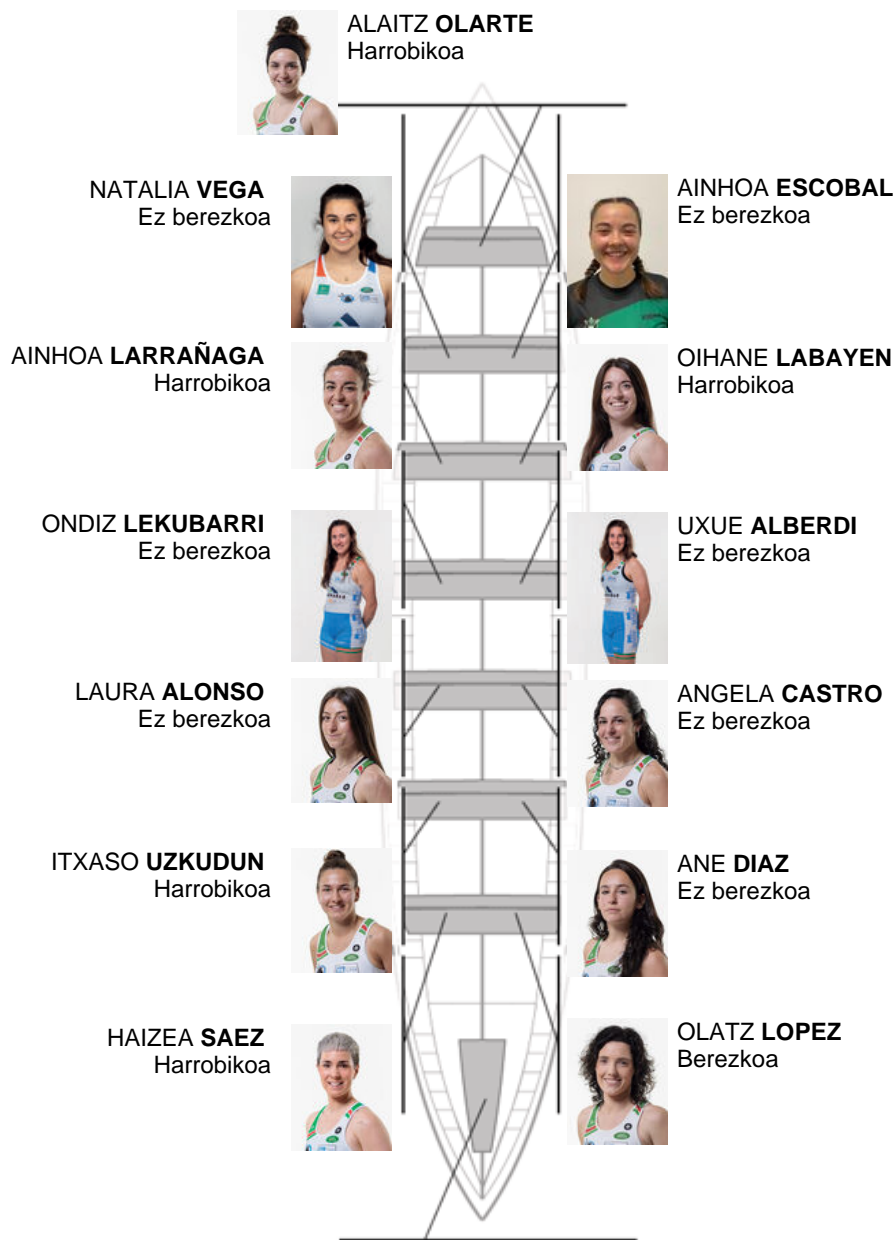 ALAITZ OLARTE
Harrobikoa
NATALIA VEGA
Ez berezkoa
AINHOA ESCOBAL
Ez berezkoa
AINHOA LARRAÑAGA
Harrobikoa
OIHANE LABAYEN
Harrobikoa
ONDIZ LEKUBARRI
Ez berezkoa
UXUE ALBERDI
Ez berezkoa
LAURA ALONSO
Ez berezkoa
ANGELA CASTRO
Ez berezkoa
ITXASO UZKUDUN
Harrobikoa
ANE DIAZ
Ez berezkoa
HAIZEA SAEZ
Harrobikoa
OLATZ LOPEZ
Berezkoa